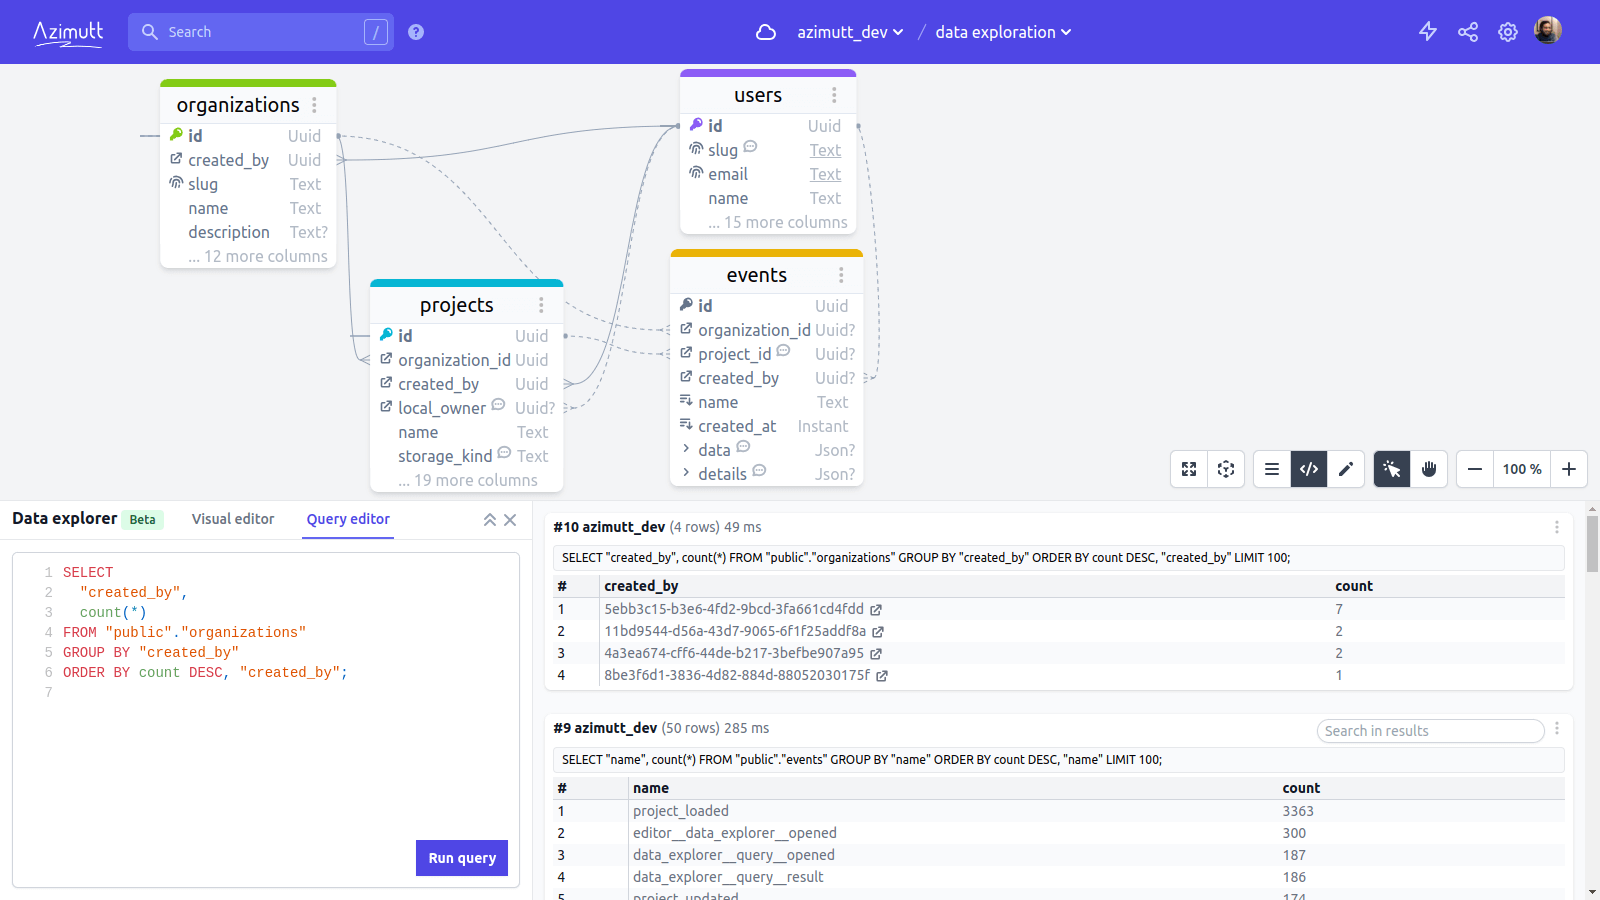 Azimutt
Search
/
?
azimutt_dev
/
data exploration
organizations
id Uuid
created_by Uuid
slug Text
name Text
description Text?
... 12 more columns
users
id Uuid
slug Text
email Text
name Text
... 15 more columns
projects
id Uuid
organization_id Uuid
created_by Uuid
local_owner Uuid?
name Text
storage_kind Text
... 19 more columns
events
id Uuid
organization_id Uuid?
project_id Uuid?
created_by Uuid?
name Text
created_at Instant
data Json?
details Json?
100 %
Data explorer Beta Visual editor Query editor
1 SELECT
2 "created_by",
3 count(*)
4 FROM "public"."organizations"
5 GROUP BY "created_by"
6 ORDER BY count DESC, "created_by";
7
Run query
#10 azimutt_dev (4 rows) 49 ms
SELECT "created_by", count(*) FROM "public"."organizations" GROUP BY "created_by" ORDER BY count DESC, "created_by" LIMIT 100;
# created_by count
1 5ebb3c15-b3e6-4fd2-9bcd-3fa661cd4fdd 7
2 11bd9544-d56a-43d7-9065-6f1f25addf8a 2
3 4a3ea674-cff6-44de-b217-3befbe907a95 2
4 8be3f6d1-3836-4d82-884d-88052030175f 1
#9 azimutt_dev (50 rows) 285 ms
Search in results
SELECT "name", count(*) FROM "public"."events" GROUP BY "name" ORDER BY count DESC, "name" LIMIT 100;
# name count
1 project_loaded 3363
2 editor__data_explorer__opened 300
3 data_explorer__query__opened 187
4 data_explorer__query__result 186
5 project_updated 174